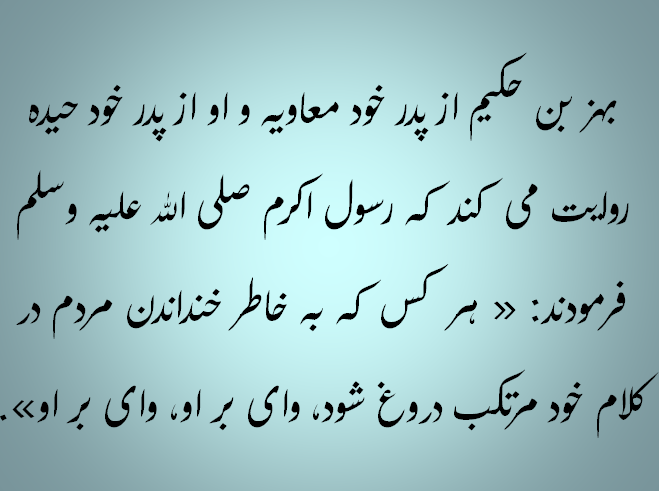 بهز بن حکیم از پدر خود معاویه و او از پدر خود حیده
روایت می کند که رسول اکرم صلی الله علیه وسلم
فرمودند: « هر کس که به خاطر خنداندن مردم در
کلام خود مرتکب دروغ شود، وای بر او، وای بر او».